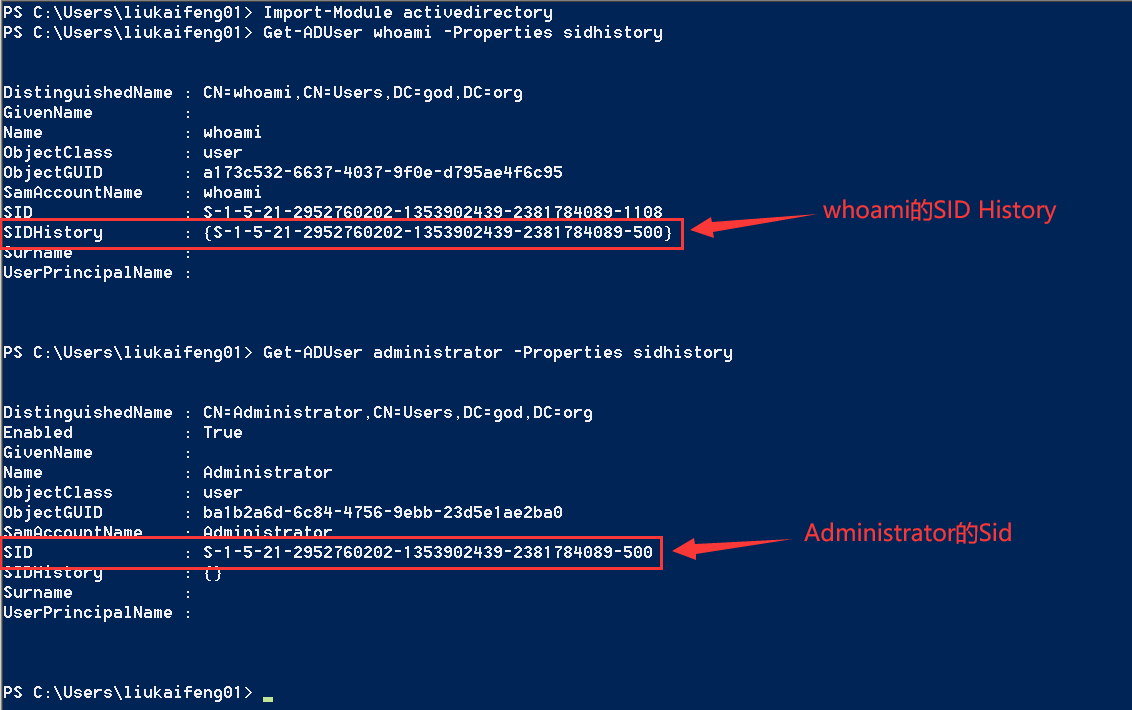 PS C:\Users\liukaifeng01> Import-Module activedirectory
PS C:\Users\liukaifeng01> Get-ADUser whoami -Properties sidhistory
DistinguishedName : CN=whoami,CN=Users,DC=god,DC=org
GivenName         :
Name              : whoami
ObjectClass       : user
ObjectGUID        : a173c532-6637-4037-9f0e-d795ae4f6c95
SamAccountName    : whoami
SID               : S-1-5-21-2952760202-1353902439-2381784089-1108
whoami的SID History
SIDHistory        : {S-1-5-21-2952760202-1353902439-2381784089-500}
Surname           :
UserPrincipalName :
PS C:\Users\liukaifeng01> Get-ADUser administrator -Properties sidhistory
DistinguishedName : CN=Administrator,CN=Users,DC=god,DC=org
Enabled           : True
GivenName         :
Name              : Administrator
ObjectClass       : user
ObjectGUID        : ba1b2a6d-6c84-4756-9ebb-23d5e1ae2ba0
SamAccountName    : Administrator
Administrator的Sid
SID               : S-1-5-21-2952760202-1353902439-2381784089-500
SIDHistory        : {}
Surname           :
UserPrincipalName :
PS C:\Users\liukaifeng01>